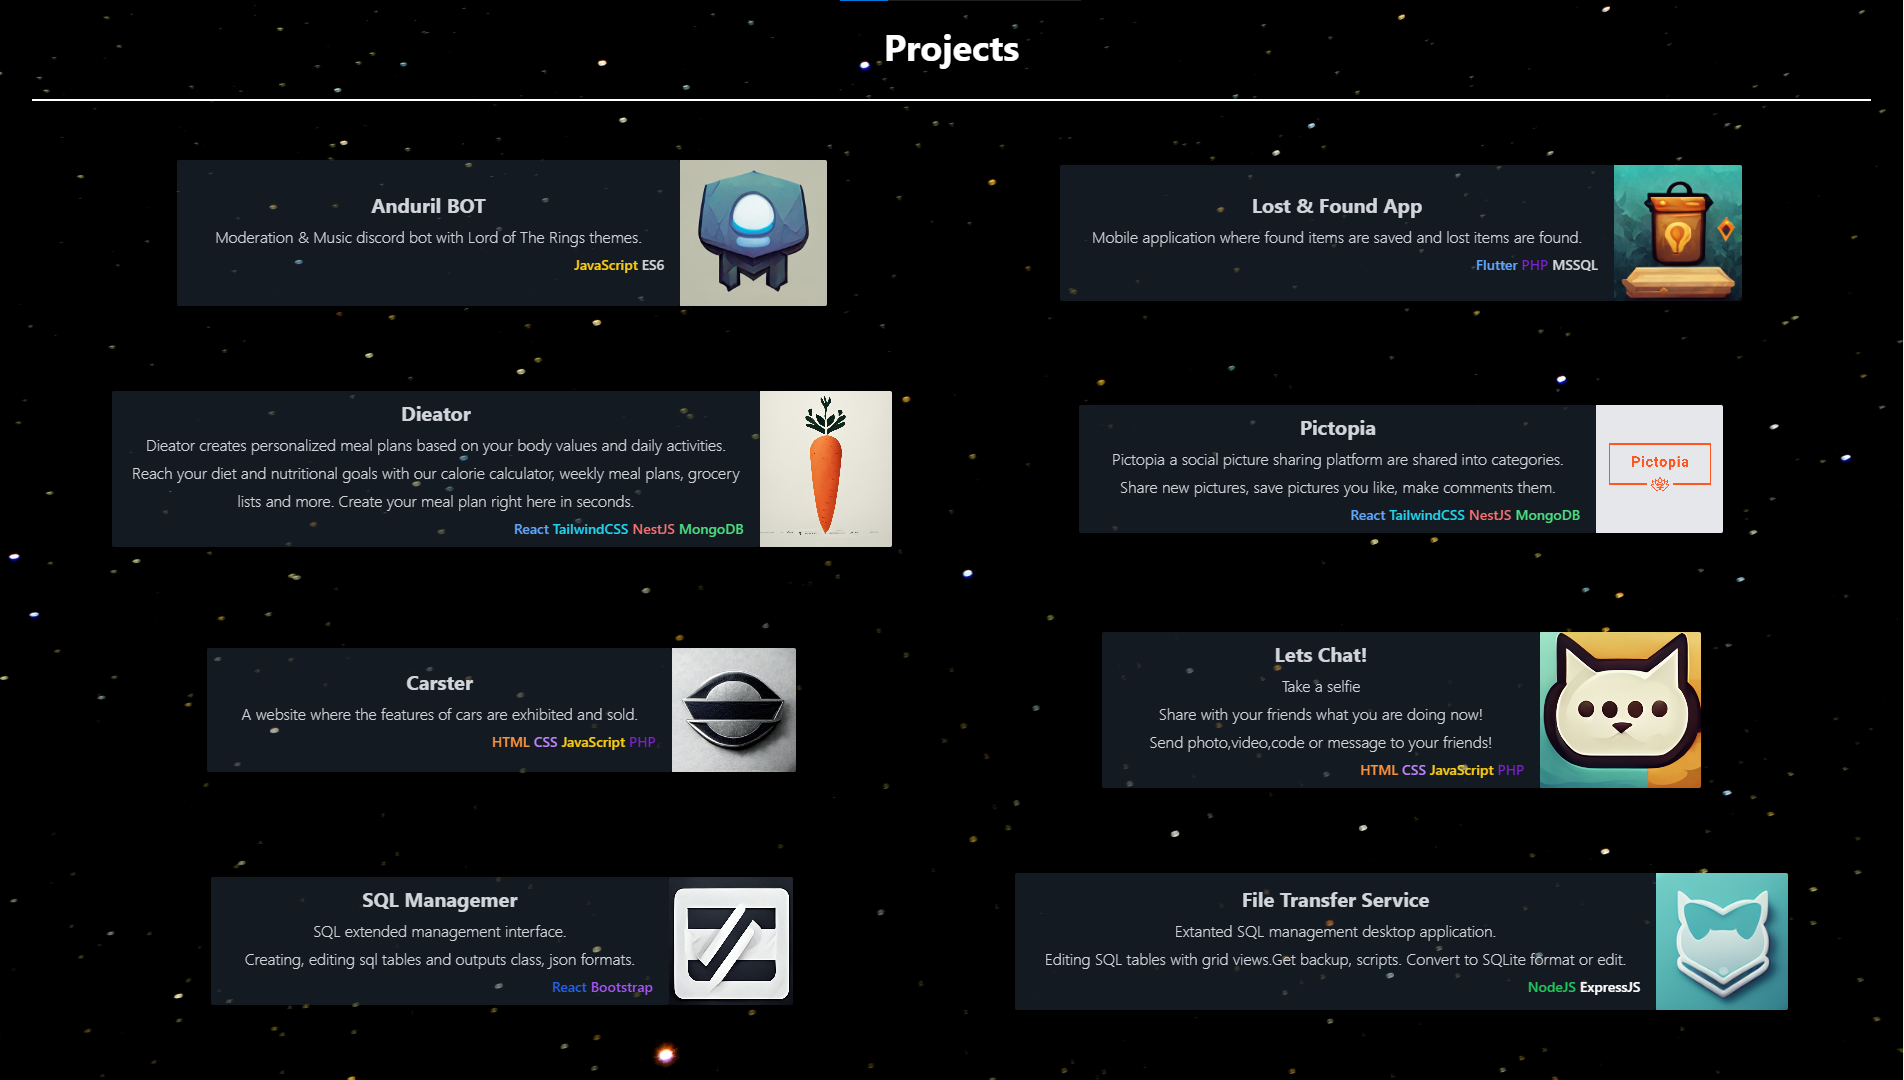 Projects
Anduril BOT
Moderation & Music discord bot with Lord of The Rings themes.
JavaScript ES6
Lost & Found App
Mobile application where found items are saved and lost items are found.
Flutter PHP MSSQL
Dieator
Dieator creates personalized meal plans based on your body values and daily activities.
Reach your diet and nutritional goals with our calorie calculator, weekly meal plans, grocery
lists and more. Create your meal plan right here in seconds.
React TailwindCSS NestJS MongoDB
Pictopia
Pictopia a social picture sharing platform are shared into categories.
Share new pictures, save pictures you like, make comments them.
React TailwindCSS NestJS MongoDB
Pictopia
Carster
A website where the features of cars are exhibited and sold.
HTML CSS JavaScript PHP
Lets Chat!
Take a selfie
Share with your friends what you are doing now!
Send photo,video,code or message to your friends!
HTML CSS JavaScript PHP
SQL Managemer
SQL extended management interface.
Creating, editing sql tables and outputs class, json formats.
React Bootstrap
File Transfer Service
Extanted SQL management desktop application.
Editing SQL tables with grid views.Get backup, scripts. Convert to SQLite format or edit.
NodeJS ExpressJS